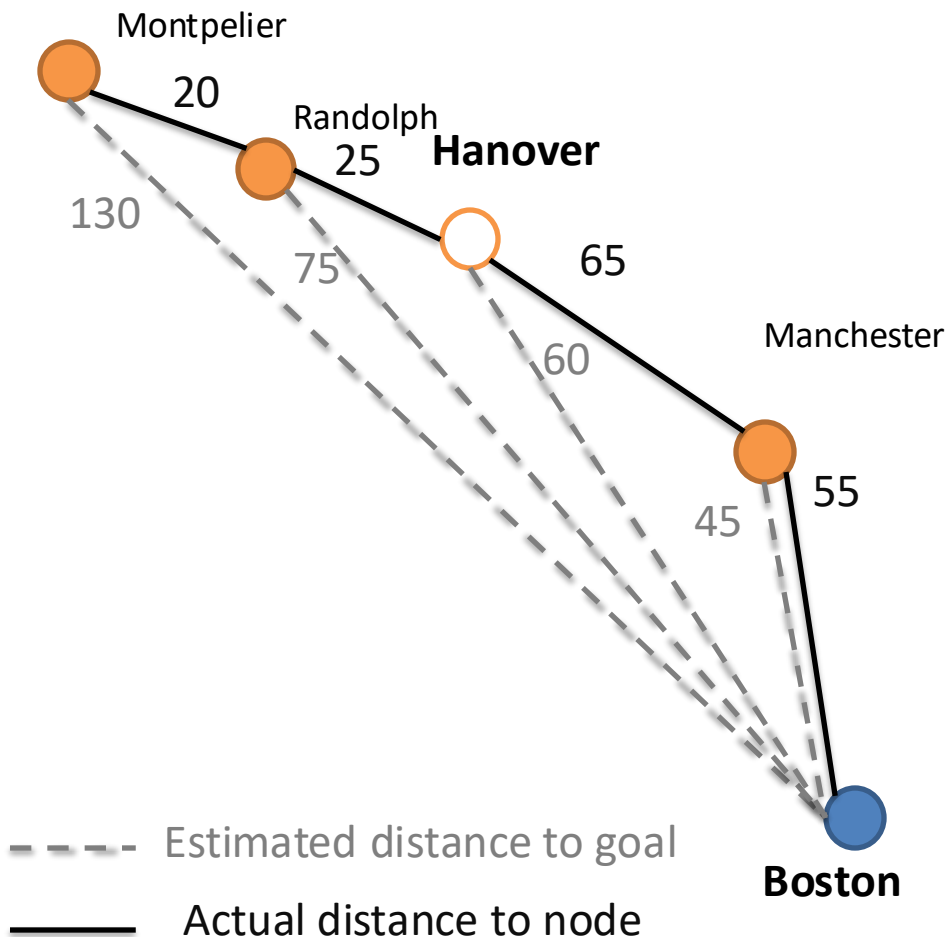 Montpelier
20
Randolph
25
Hanover
130
75
65
Manchester
60
45
55
Estimated distance to goal
Boston
Actual distance to node